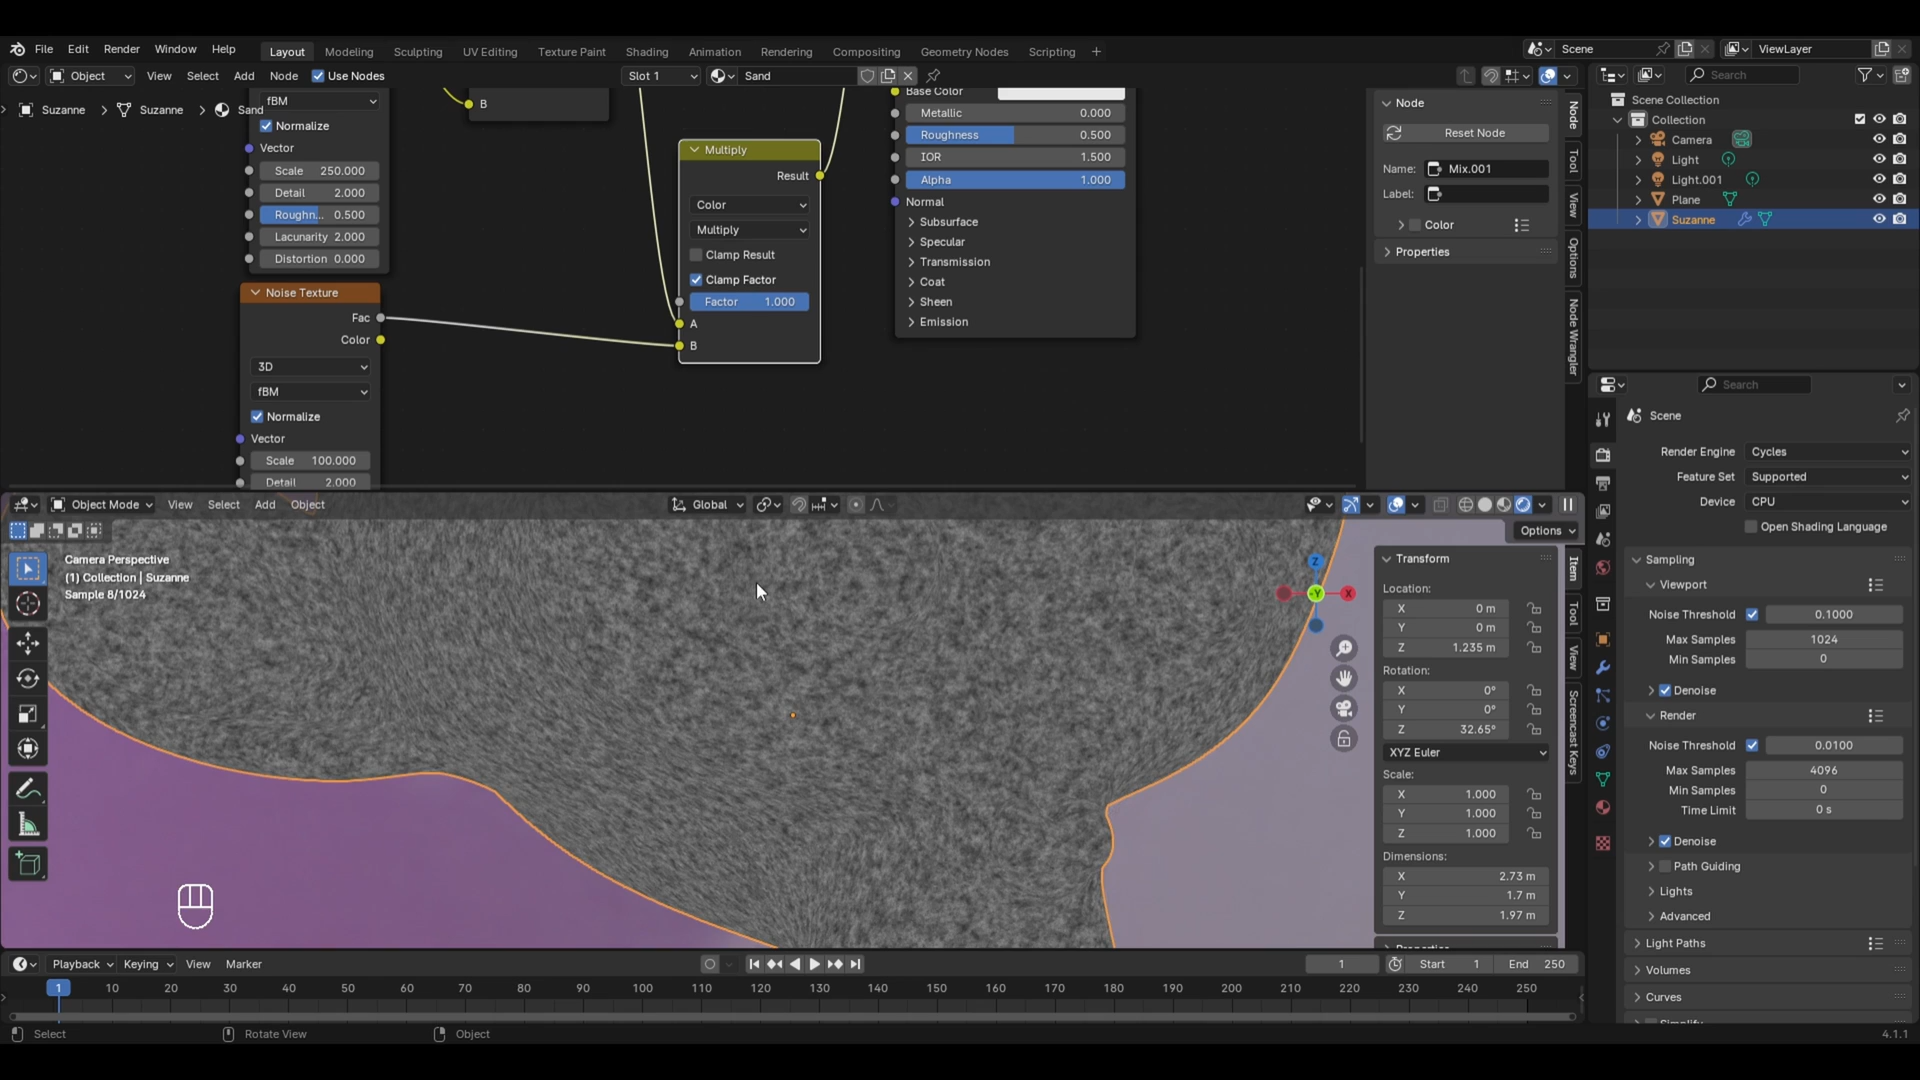 File Edit Render Window Help Layout Modeling Sculpting UV Editing Texture Paint Shading Animation Rendering Compositing Geometry Nodes Scripting +
Scene ViewLayer
Object View Select Add Node Use Nodes Slot 1 Sand
Search
Suzanne > Suzanne > Sand
Scene Collection
Collection
Camera
Light
Light.001
Plane
Suzanne
fBM
Normalize
Vector
Scale 250.000
Detail 2.000
Roughn... 0.500
Lacunarity 2.000
Distortion 0.000
B
Noise Texture
Fac
Color
3D
fBM
Normalize
Vector
Scale 100.000
Detail 2.000
Multiply
Result
Color
Multiply
Clamp Result
Clamp Factor
Factor 1.000
A
B
Base Color
Metallic 0.000
Roughness 0.500
IOR 1.500
Alpha 1.000
Normal
Subsurface
Specular
Transmission
Coat
Sheen
Emission
Node
Reset Node
Name: Mix.001
Label:
Color
Properties
Node
Tool
View
Options
Node Wrangler
Object Mode View Select Add Object Global
Options
Camera Perspective
(1) Collection | Suzanne
Sample 8/1024
Z
-Y
X
Transform
Location:
X 0 m
Y 0 m
Z 1.235 m
Rotation:
X 0°
Y 0°
Z 32.65°
XYZ Euler
Scale:
X 1.000
Y 1.000
Z 1.000
Dimensions:
X 2.73 m
Y 1.7 m
Z 1.97 m
Item
Tool
View
Screencast Keys
Search
Scene
Render Engine Cycles
Feature Set Supported
Device CPU
Open Shading Language
Sampling
Viewport
Noise Threshold 0.1000
Max Samples 1024
Min Samples 0
Denoise
Render
Noise Threshold 0.0100
Max Samples 4096
Min Samples 0
Time Limit 0 s
Denoise
Path Guiding
Lights
Advanced
Light Paths
Volumes
Curves
Playback Keying View Marker 1 Start 1 End 250
1 10 20 30 40 50 60 70 80 90 100 110 120 130 140 150 160 170 180 190 200 210 220 230 240 250
Select Rotate View Object 4.1.1